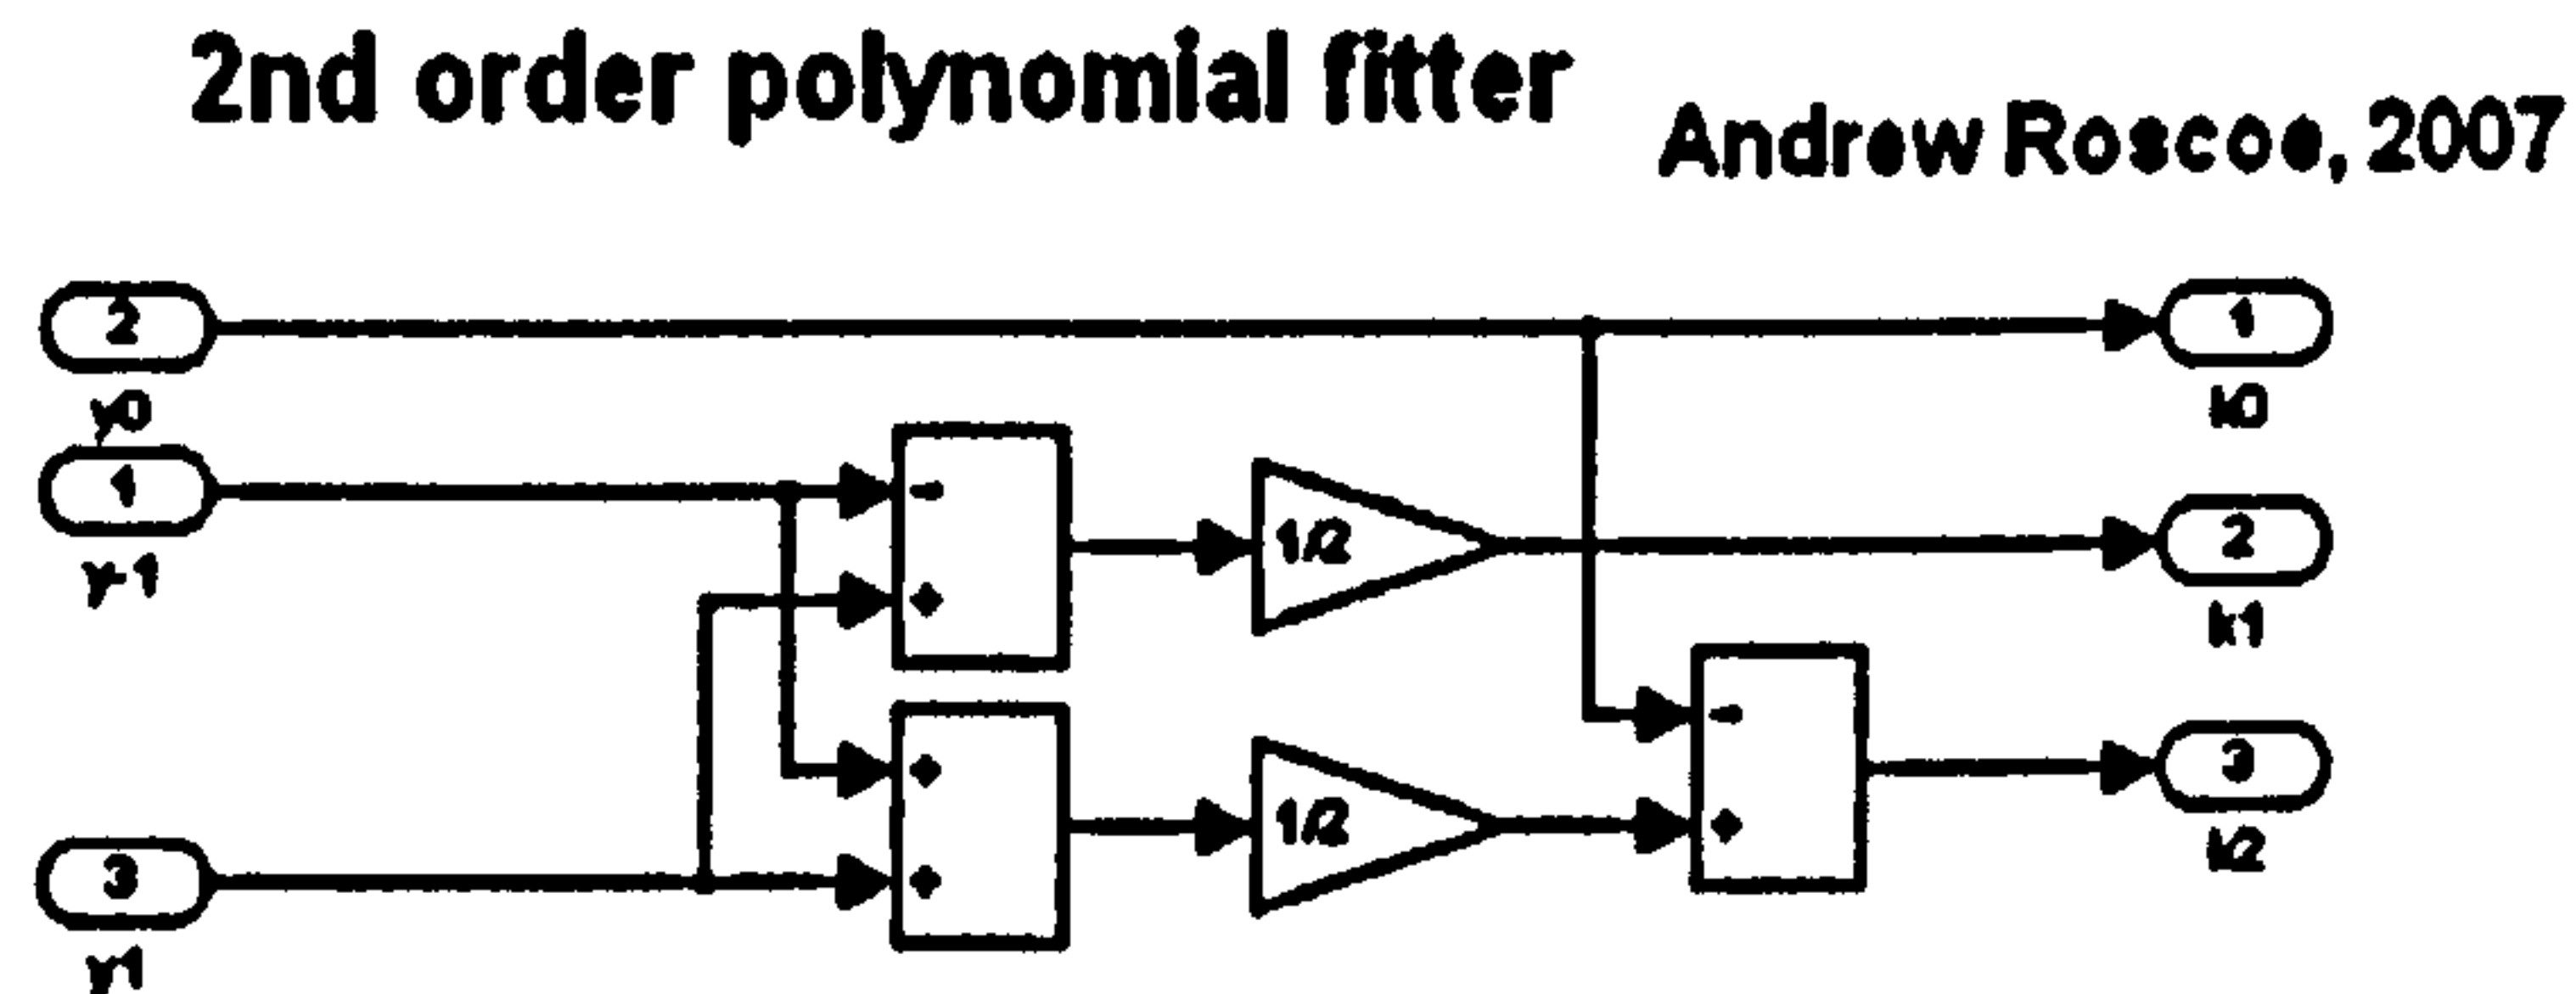 2nd order polynomial fitter
Andrew Roscoe, 2007
2
1
y0
k0
1
-
1/2
2
y-1
+
k1
-
+
1/2
3
3
+
+
k2
y1